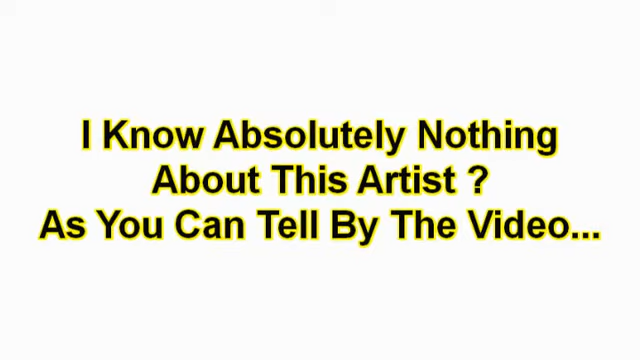 I Know Absolutely Nothing
About This Artist ?
As You Can Tell By The Video...